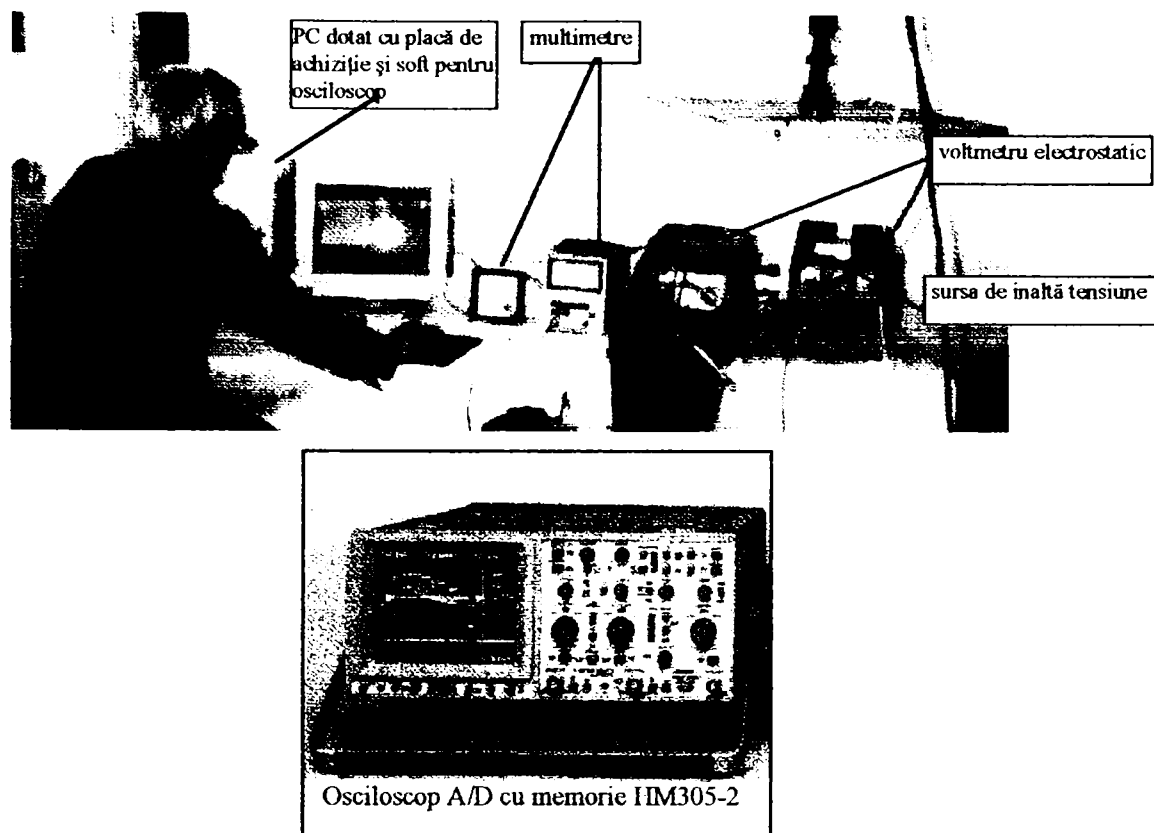 PC dotat cu placă de
achiziție și soft pentru
osciloscop
multimetre
voltmetru electrostatic
sursa de inaltă tensiune
Osciloscop A/D cu memorie HM305-2